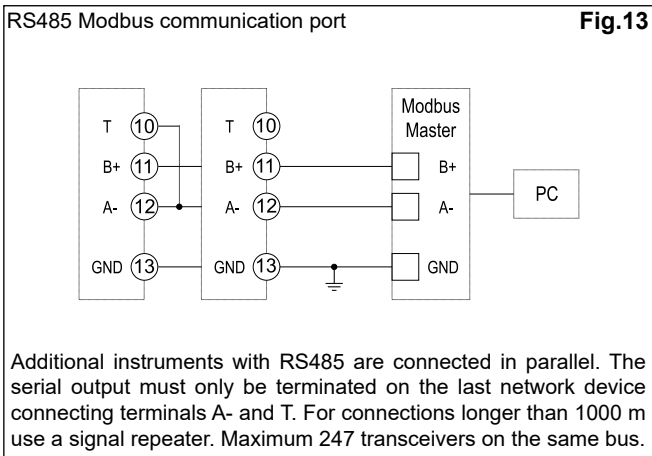 RS485 Modbus communication port Fig.13
Modbus
Master
T 10 T 10
B+ 11 B+ 11 B+
A- 12 A- 12 A-
PC
GND 13 GND 13 GND
Additional instruments with RS485 are connected in parallel. The
serial output must only be terminated on the last network device
connecting terminals A- and T. For connections longer than 1000 m
use a signal repeater. Maximum 247 transceivers on the same bus.